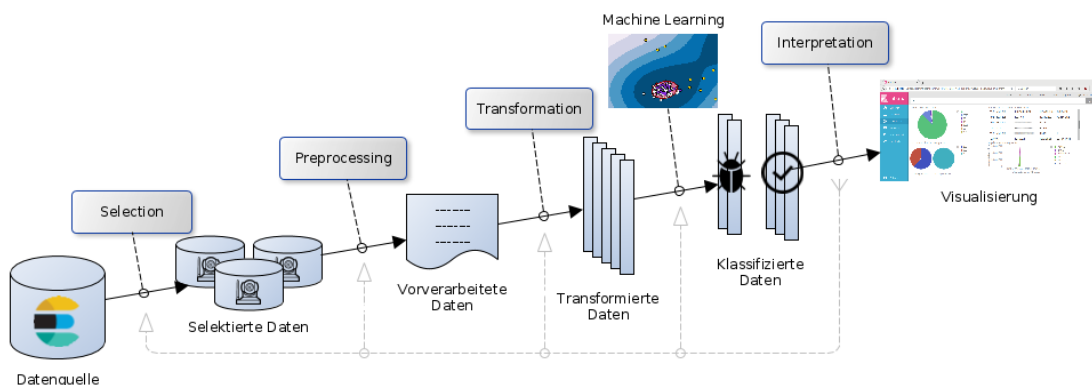 Machine Learning
Interpretation
Transformation
Preprocessing
Selection
Visualisierung
Klassifizierte
Daten
Transformierte
Daten
Vorverarbeitete
Daten
Selektierte Daten
Datenquelle